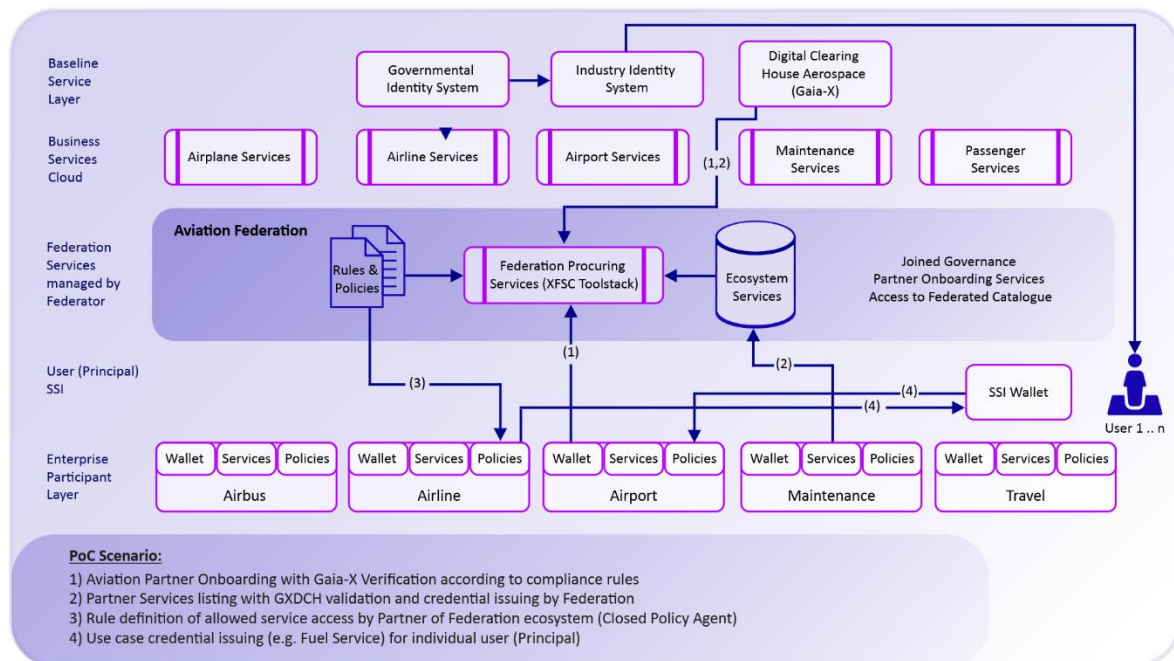 Baseline
Service
Layer
Governmental
Identity System
Industry Identity
System
Digital Clearing
House Aerospace
(Gaia-X)
Business
Services
Cloud
Airplane Services
Airline Services
Airport Services
Maintenance
Services
Passenger
Services
(1,2)
Aviation Federation
Federation
Services
managed by
Federator
Rules &
Policies
Federation Procuring
Services (XFSC Toolstack)
Ecosystem
Services
Joined Governance
Partner Onboarding Services
Access to Federated Catalogue
User (Principal)
SSI
(3)
(1)
(2)
(4)
(4)
SSI Wallet
User 1 .. n
Enterprise
Participant
Layer
Wallet Services Policies
Airbus
Wallet Services Policies
Airline
Wallet Services Policies
Airport
Wallet Services Policies
Maintenance
Wallet Services Policies
Travel
PoC Scenario:
1) Aviation Partner Onboarding with Gaia-X Verification according to compliance rules
2) Partner Services listing with GXDCH validation and credential issuing by Federation
3) Rule definition of allowed service access by Partner of Federation ecosystem (Closed Policy Agent)
4) Use case credential issuing (e.g. Fuel Service) for individual user (Principal)